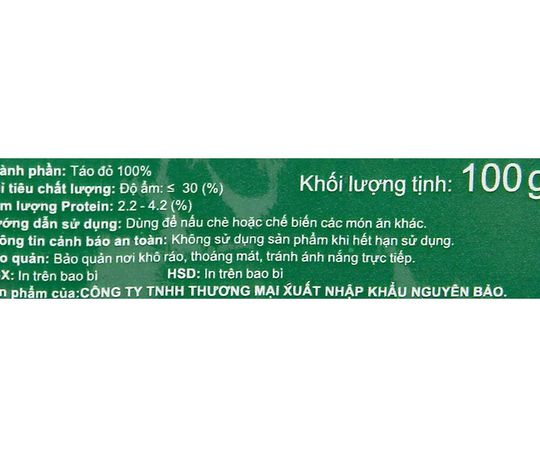 ành phần: Táo đỏ 100%
ỉ tiêu chất lượng: Độ ẩm: ≤ 30 (%)
Khối lượng tịnh: 100g
m lượng Protein: 2.2 - 4.2 (%)
ướng dẫn sử dụng: Dùng để nấu chè hoặc chế biến các món ăn khác.
ông tin cảnh báo an toàn: Không sử dụng sản phẩm khi hết hạn sử dụng.
o quản: Bảo quản nơi khô ráo, thoáng mát, tránh ánh nắng trực tiếp.
X: In trên bao bì HSD: In trên bao bì
n phẩm của:CÔNG TY TNHH THƯƠNG MẠI XUẤT NHẬP KHẨU NGUYÊN BẢO.